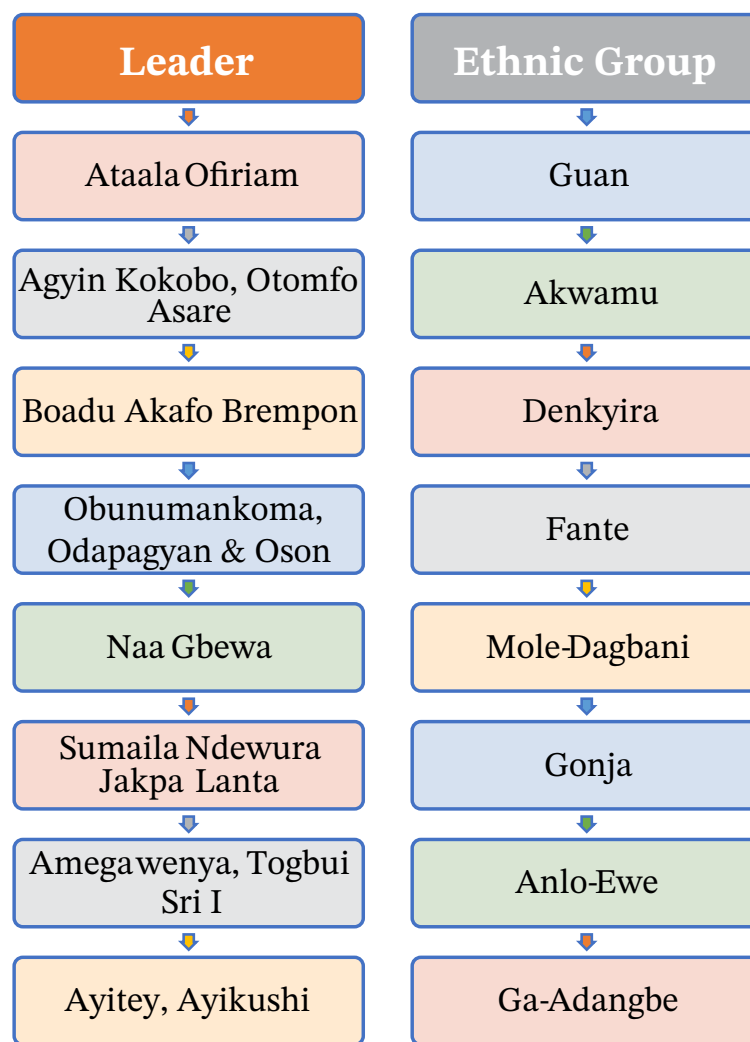 Leader
Ethnic Group
Ataala Ofiriam
Guan
Agyin Kokobo, Otomfo
Asare
Akwamu
Boadu Akafo Brempon
Denkyira
Obunumankoma,
Odapagyan & Oson
Fante
Naa Gbewa
Mole-Dagbani
Sumaila Ndewura
Jakpa Lanta
Gonja
Amegawenya, Togbui
Sri I
Anlo-Ewe
Ayitey, Ayikushi
Ga-Adangbe